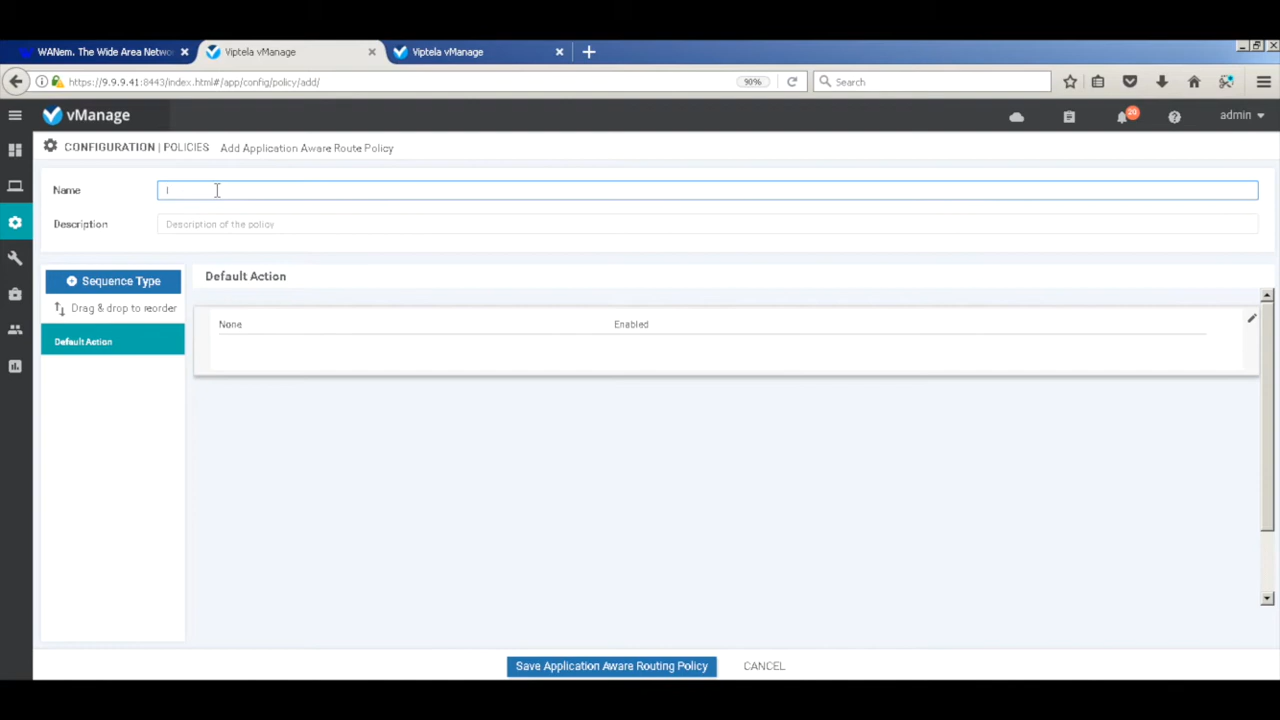 WANem. The Wide Area Netwo
Viptela vManage
Viptela vManage
https://9.9.9.41:8443/index.html#/app/config/policy/add/
90%
Search
vManage
20
admin
CONFIGURATION | POLICIES Add Application Aware Route Policy
Name
Description
Description of the policy
Sequence Type
Drag & drop to reorder
Default Action
Default Action
None
Enabled
Save Application Aware Routing Policy
CANCEL